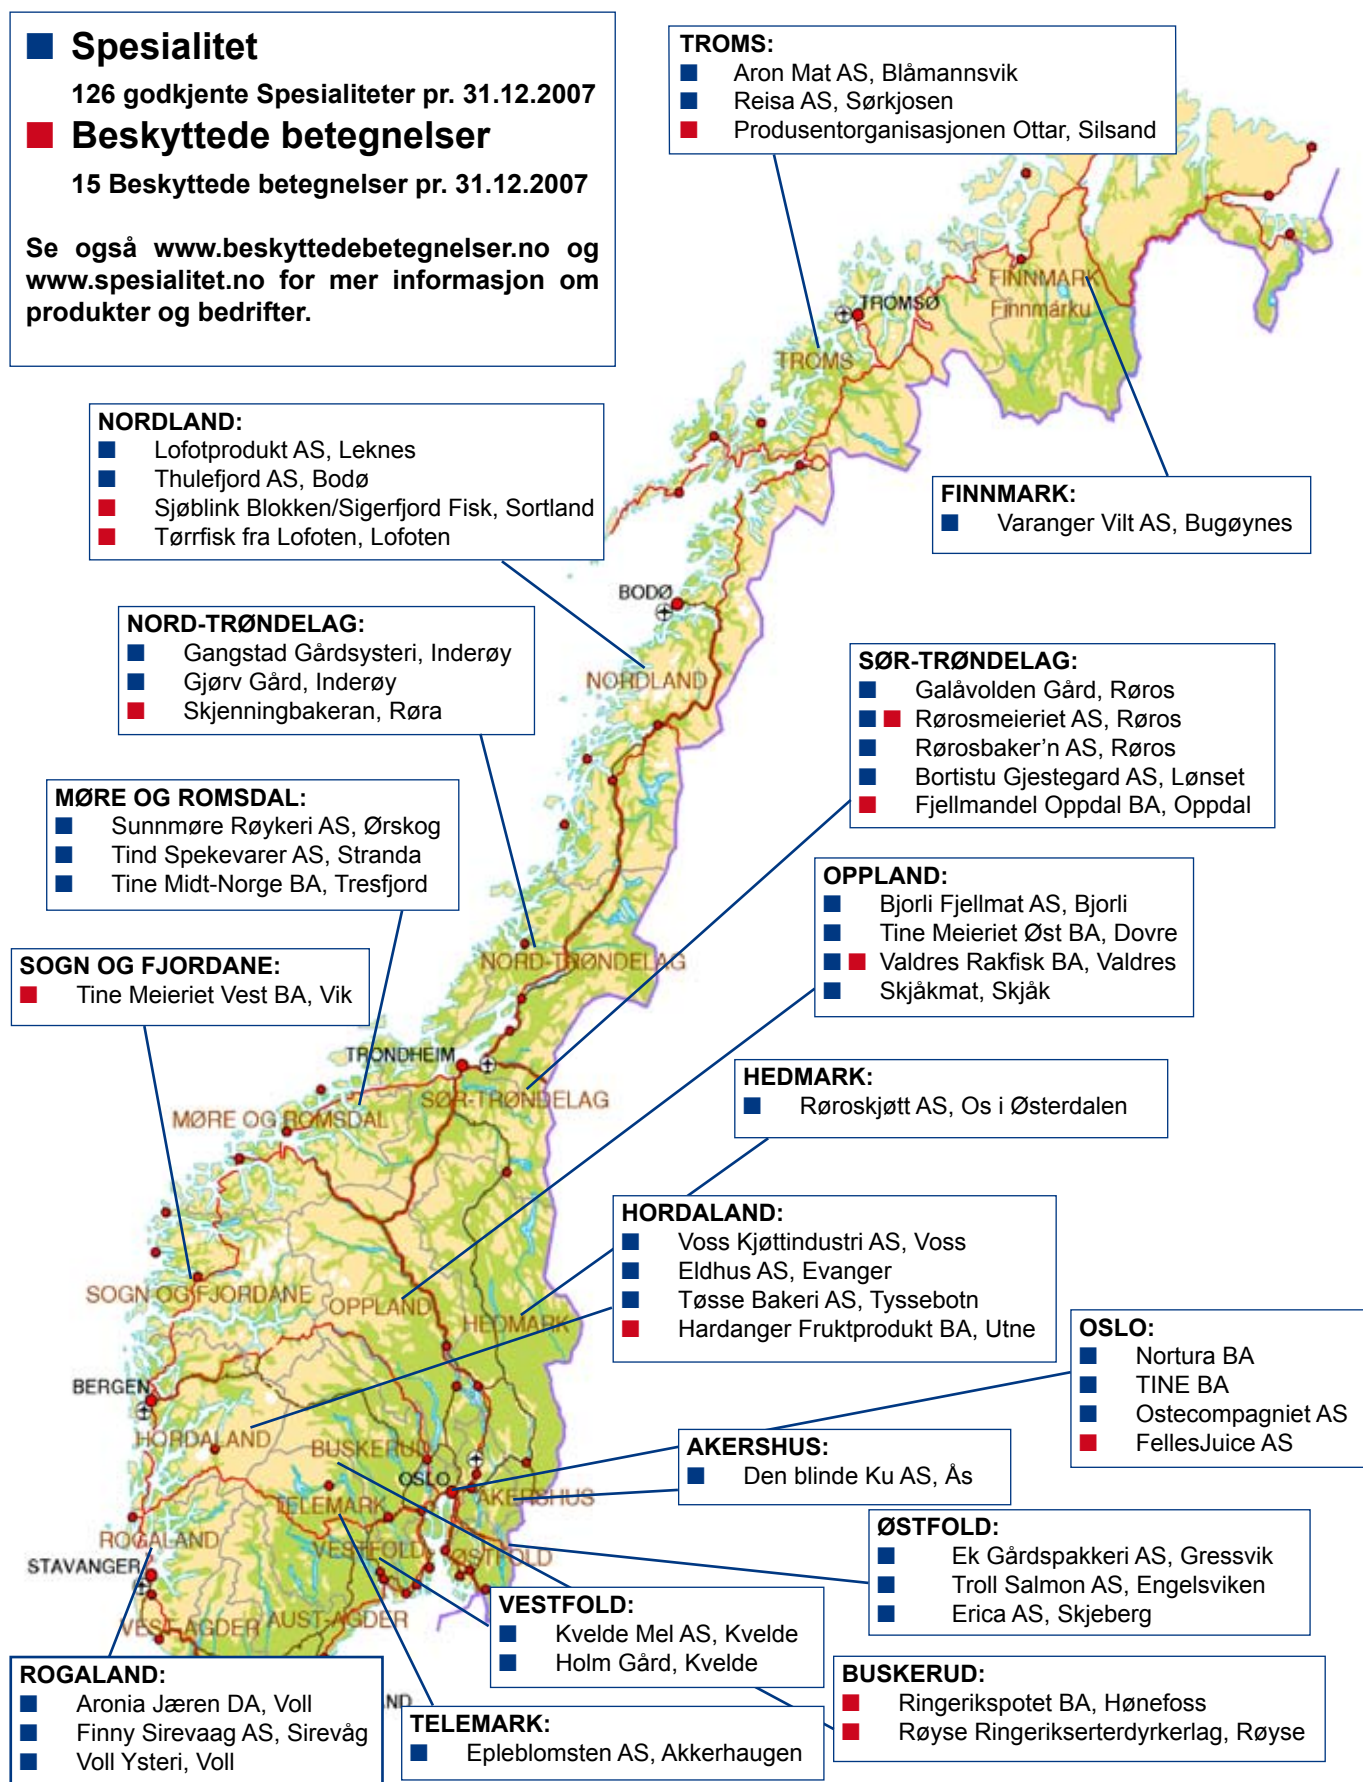 Spesialitet
126 godkjente Spesialiteter pr. 31.12.2007
Beskyttede betegnelser
15 Beskyttede betegnelser pr. 31.12.2007
Se også www.beskyttedebetegnelser.no og
www.spesialitet.no for mer informasjon om
produkter og bedrifter.
TROMS:
Aron Mat AS, Blåmannsvik
Reisa AS, Sørkjosen
Produsentorganisasjonen Ottar, Silsand
FINNMARK
Finnmárku
TROMSØ
TROMS
NORDLAND:
Lofotprodukt AS, Leknes
Thulefjord AS, Bodø
Sjøblink Blokken/Sigerfjord Fisk, Sortland
Tørrfisk fra Lofoten, Lofoten
FINNMARK:
Varanger Vilt AS, Bugøynes
BODØ
NORDLAND
NORD-TRØNDELAG:
Gangstad Gårdsysteri, Inderøy
Gjørv Gård, Inderøy
Skjenningbakeran, Røra
SØR-TRØNDELAG:
Galåvolden Gård, Røros
Rørosmeieriet AS, Røros
Rørosbaker'n AS, Røros
Bortistu Gjestegard AS, Lønset
Fjellmandel Oppdal BA, Oppdal
MØRE OG ROMSDAL:
Sunnmøre Røykeri AS, Ørskog
Tind Spekevarer AS, Stranda
Tine Midt-Norge BA, Tresfjord
OPPLAND:
Bjorli Fjellmat AS, Bjorli
Tine Meieriet Øst BA, Dovre
Valdres Rakfisk BA, Valdres
Skjåkmat, Skjåk
NORD-TRØNDELAG
SOGN OG FJORDANE:
Tine Meieriet Vest BA, Vik
TRONDHEIM
SØR-TRØNDELAG
MØRE OG ROMSDAL
HEDMARK:
Røroskjøtt AS, Os i Østerdalen
HORDALAND:
Voss Kjøttindustri AS, Voss
Eldhus AS, Evanger
Tøsse Bakeri AS, Tyssebotn
Hardanger Fruktprodukt BA, Utne
SOGN OG FJORDANE
OPPLAND
HEDMARK
OSLO:
Nortura BA
TINE BA
Ostecompagniet AS
FellesJuice AS
BERGEN
HORDALAND
BUSKERUD
AKERSHUS:
Den blinde Ku AS, Ås
OSLO
AKERSHUS
TELEMARK
ROGALAND
VESTFOLD
ØSTFOLD
STAVANGER
ØSTFOLD:
Ek Gårdspakkeri AS, Gressvik
Troll Salmon AS, Engelsviken
Erica AS, Skjeberg
VEST-AGDER
AUST-AGDER
VESTFOLD:
Kvelde Mel AS, Kvelde
Holm Gård, Kvelde
ROGALAND:
Aronia Jæren DA, Voll
Finny Sirevaag AS, Sirevåg
Voll Ysteri, Voll
TELEMARK:
Epleblomsten AS, Akkerhaugen
BUSKERUD:
Ringerikspotet BA, Hønefoss
Røyse Ringerikserterdyrkerlag, Røyse